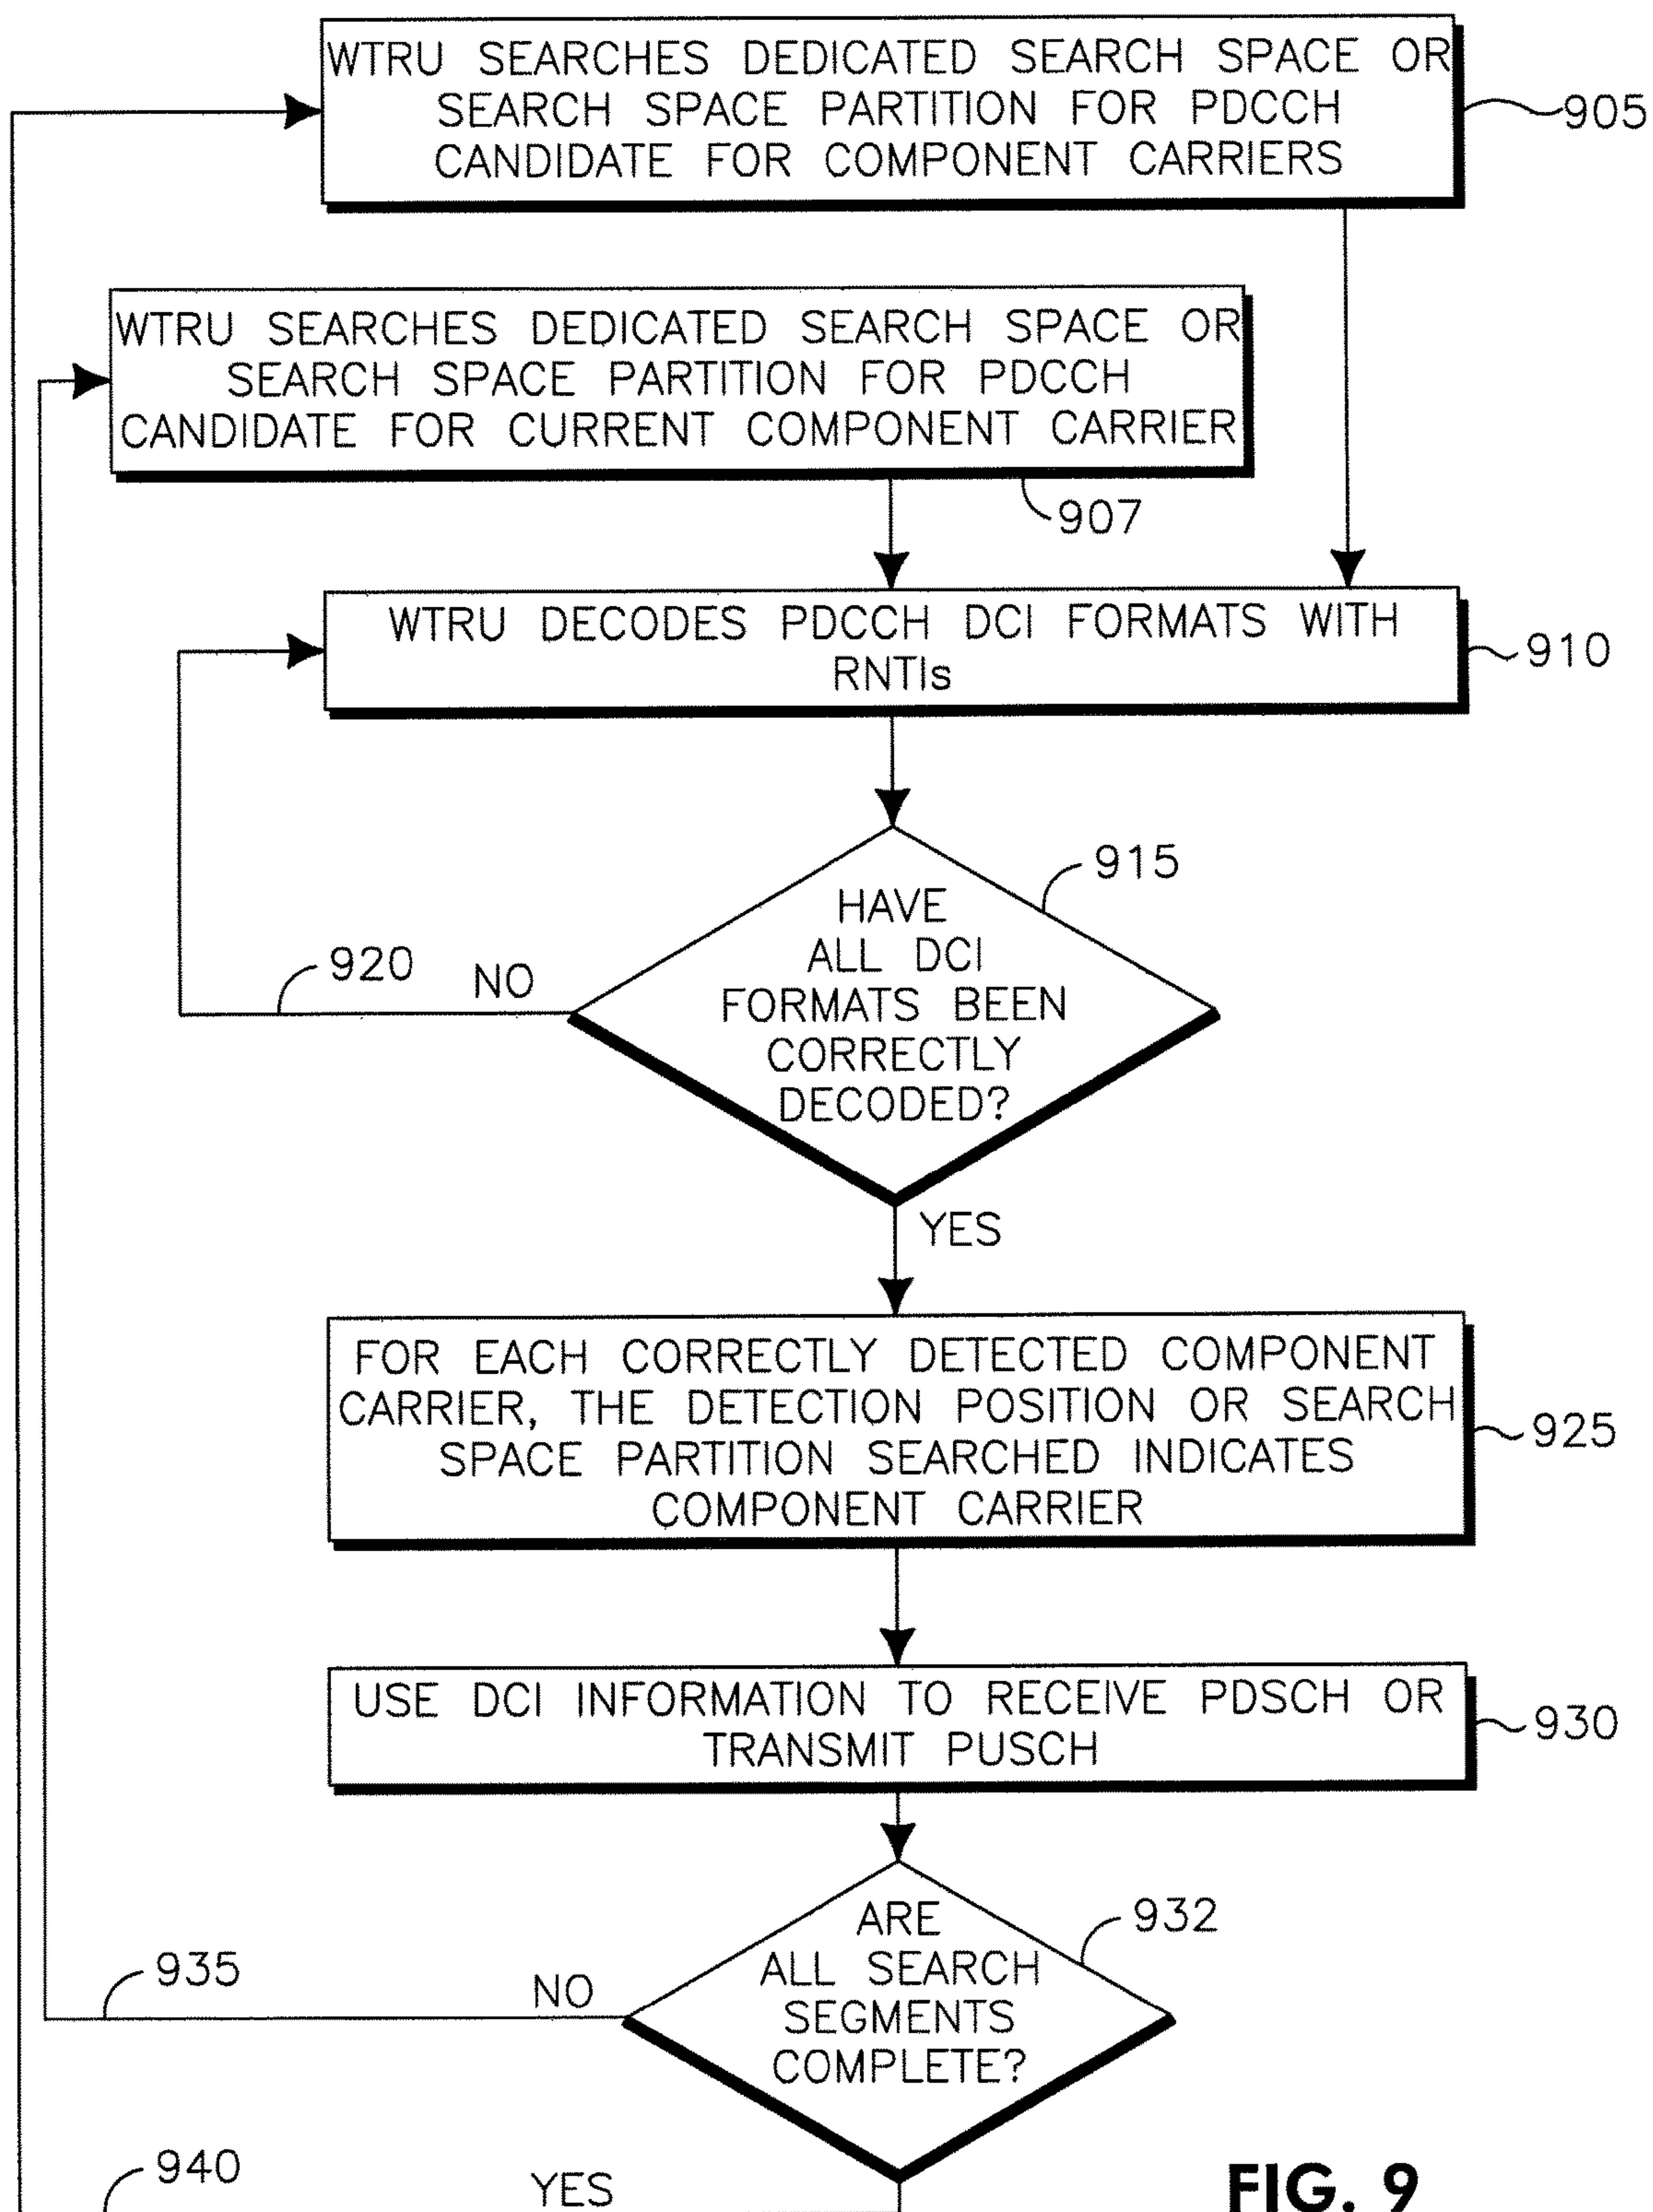 WTRU SEARCHES DEDICATED SEARCH SPACE OR
SEARCH SPACE PARTITION FOR PDCCH
CANDIDATE FOR COMPONENT CARRIERS
905
WTRU SEARCHES DEDICATED SEARCH SPACE OR
SEARCH SPACE PARTITION FOR PDCCH
CANDIDATE FOR CURRENT COMPONENT CARRIER
907
WTRU DECODES PDCCH DCI FORMATS WITH
RNTIs
910
HAVE
ALL DCI
FORMATS BEEN
CORRECTLY
DECODED?
915
920
NO
YES
FOR EACH CORRECTLY DETECTED COMPONENT
CARRIER, THE DETECTION POSITION OR SEARCH
SPACE PARTITION SEARCHED INDICATES
COMPONENT CARRIER
925
USE DCI INFORMATION TO RECEIVE PDSCH OR
TRANSMIT PUSCH
930
ARE
ALL SEARCH
SEGMENTS
COMPLETE?
932
935
NO
940
YES
FIG. 9